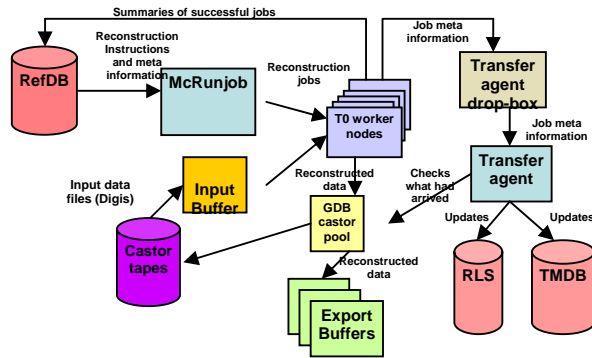 Summaries of successful jobs
Reconstruction
Instructions
and meta
information
Job meta
information
RefDB
McRunjob
Reconstruction
jobs
T0 worker
nodes
Transfer
agent
drop-box
Job meta
information
Input data
files (Digis)
Input
Buffer
Reconstructed
data
Checks
what had
arrived
Transfer
agent
GDB
castor
pool
Updates
Updates
Castor
tapes
Reconstructed
data
RLS
TMDB
Export
Buffers